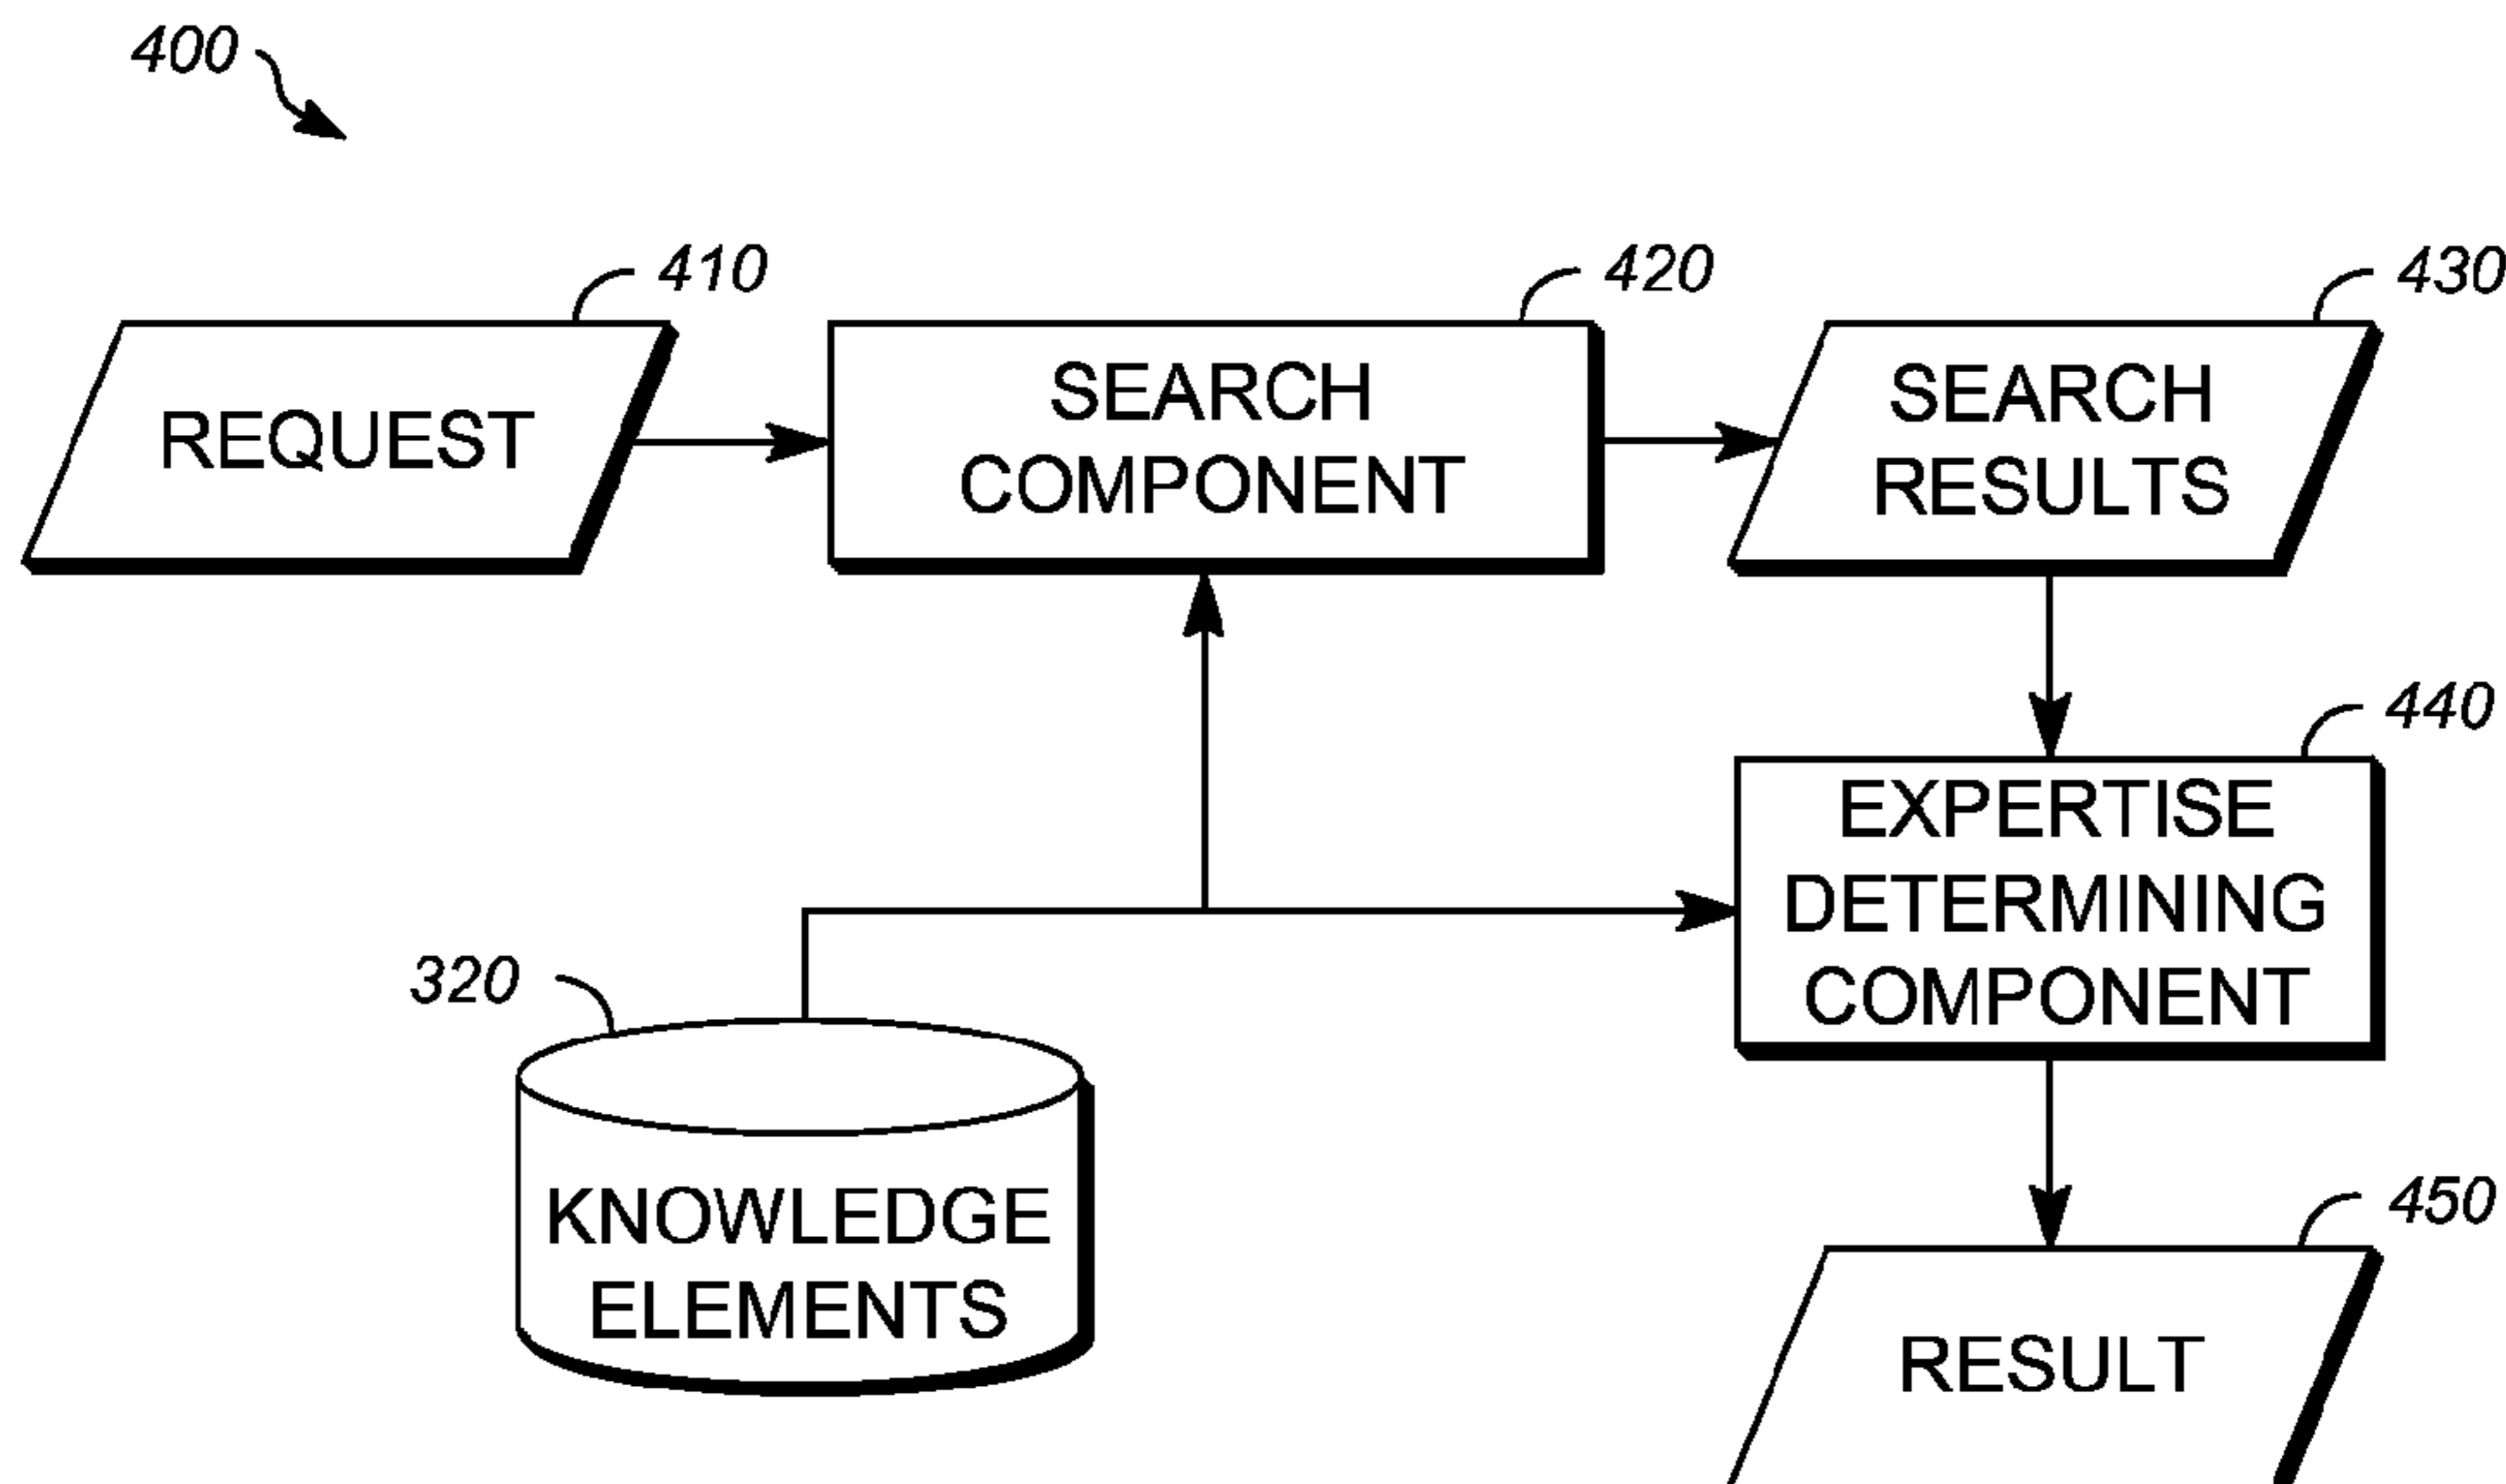 400
410
420
430
REQUEST
SEARCH
COMPONENT
SEARCH
RESULTS
440
EXPERTISE
DETERMINING
COMPONENT
320
KNOWLEDGE
ELEMENTS
450
RESULT